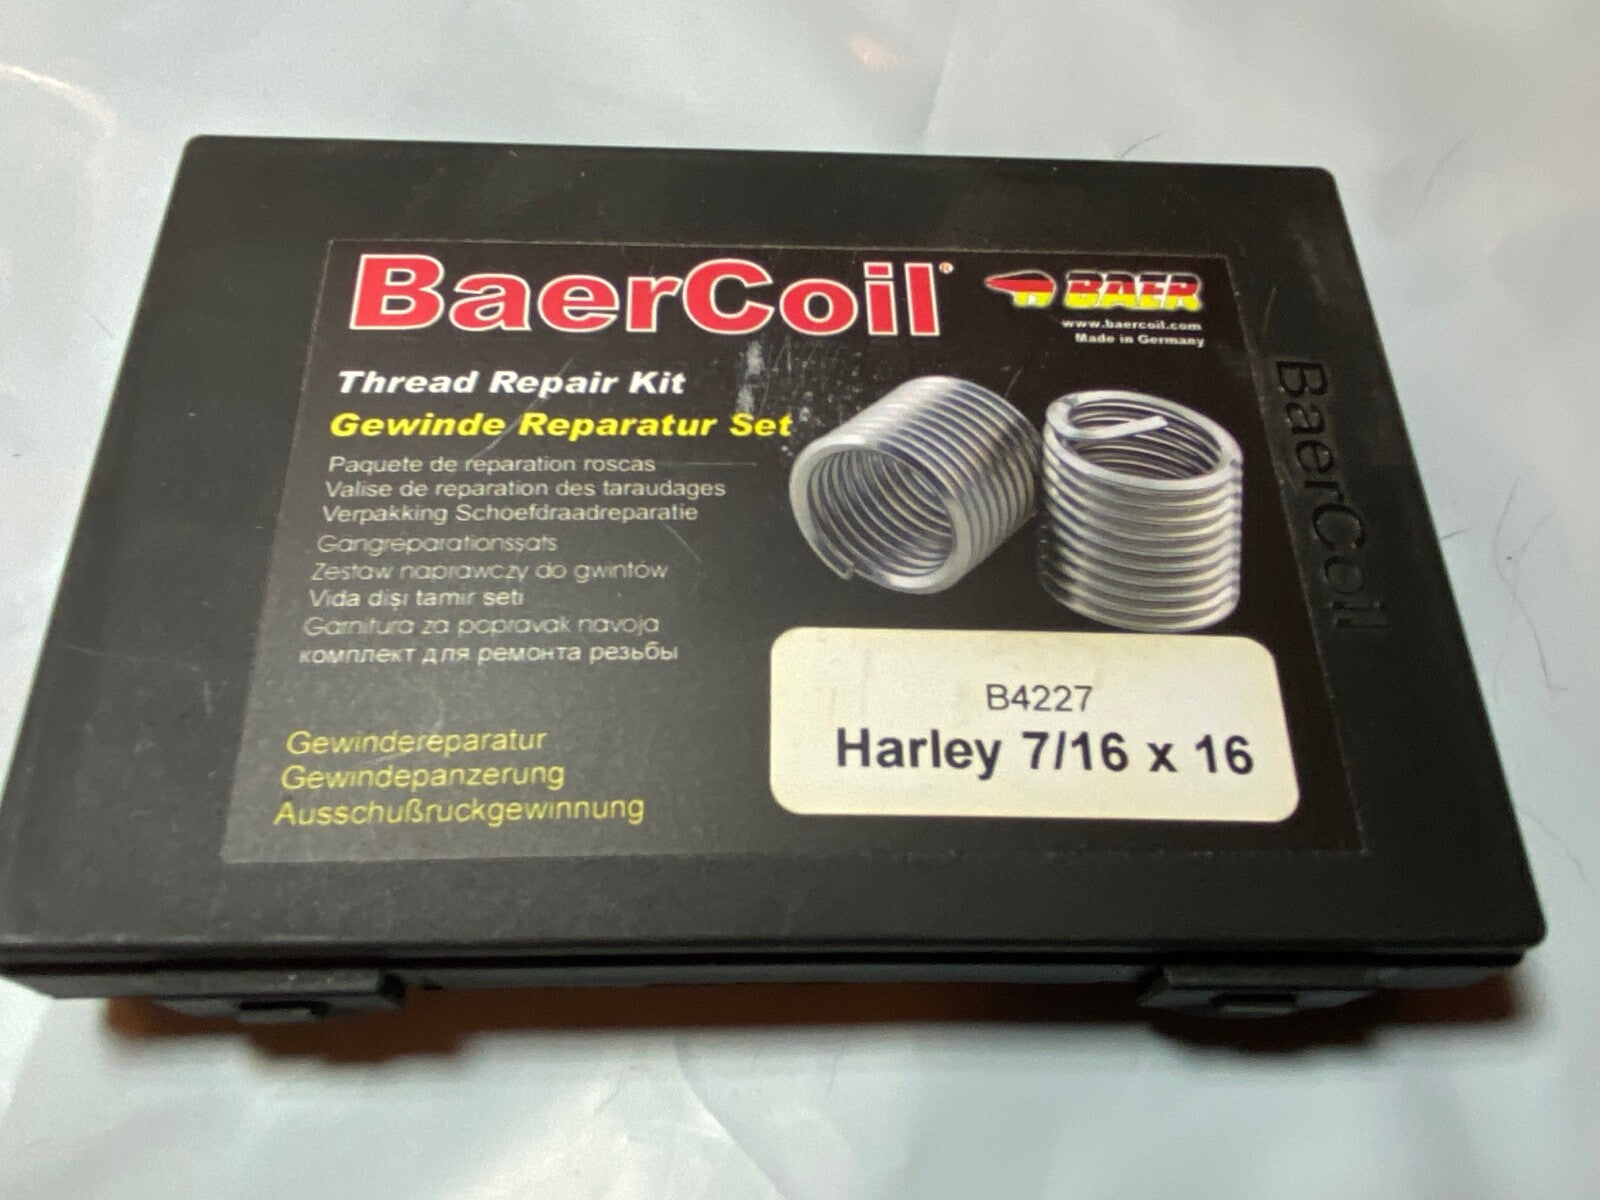 BaerCoil®
BAER
www.baercoil.com
Made in Germany
Thread Repair Kit
Gewinde Reparatur Set
Paquete de reparation roscas
Valise de reparation des taraudages
Verpakking Schoefdraadreparatie
Gangreparationssats
Zestaw naprawczy do gwintów
Vida dişi tamir seti
Garnitura za popravak navoja
комплект для ремонта резьбы
Gewindereparatur
Gewindepanzerung
Ausschußrückgewinnung
B4227
Harley 7/16 x 16
BaerCoil